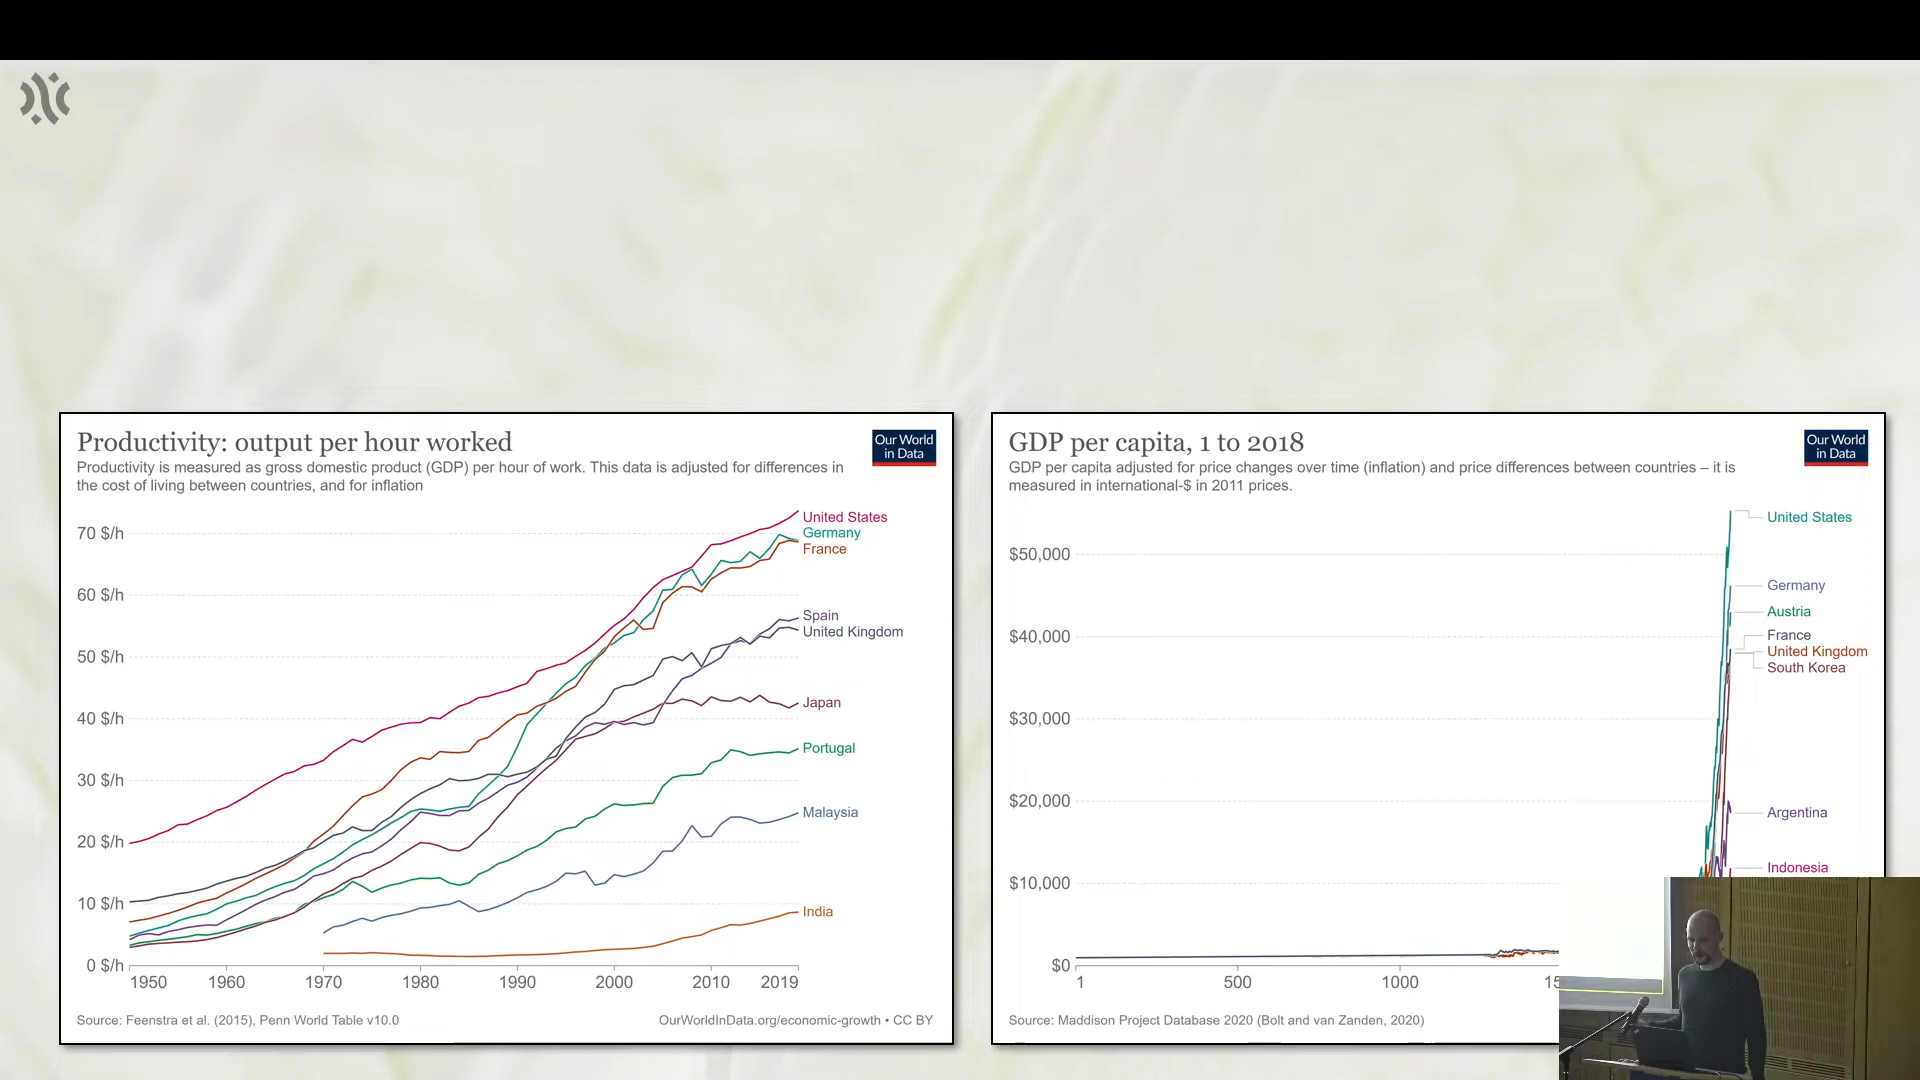 Productivity: output per hour worked
Our World
in Data
Productivity is measured as gross domestic product (GDP) per hour of work. This data is adjusted for differences in
the cost of living between countries, and for inflation
70 $/h
60 $/h
50 $/h
40 $/h
30 $/h
20 $/h
10 $/h
0 $/h
United States
Germany
France
Spain
United Kingdom
Japan
Portugal
Malaysia
India
1950 1960 1970 1980 1990 2000 2010 2019
Source: Feenstra et al. (2015), Penn World Table v10.0
OurWorldInData.org/economic-growth • CC BY
GDP per capita, 1 to 2018
Our World
in Data
GDP per capita adjusted for price changes over time (inflation) and price differences between countries – it is
measured in international-$ in 2011 prices.
$50,000
$40,000
$30,000
$20,000
$10,000
$0
United States
Germany
Austria
France
United Kingdom
South Korea
Argentina
Indonesia
1 500 1000 15
Source: Maddison Project Database 2020 (Bolt and van Zanden, 2020)